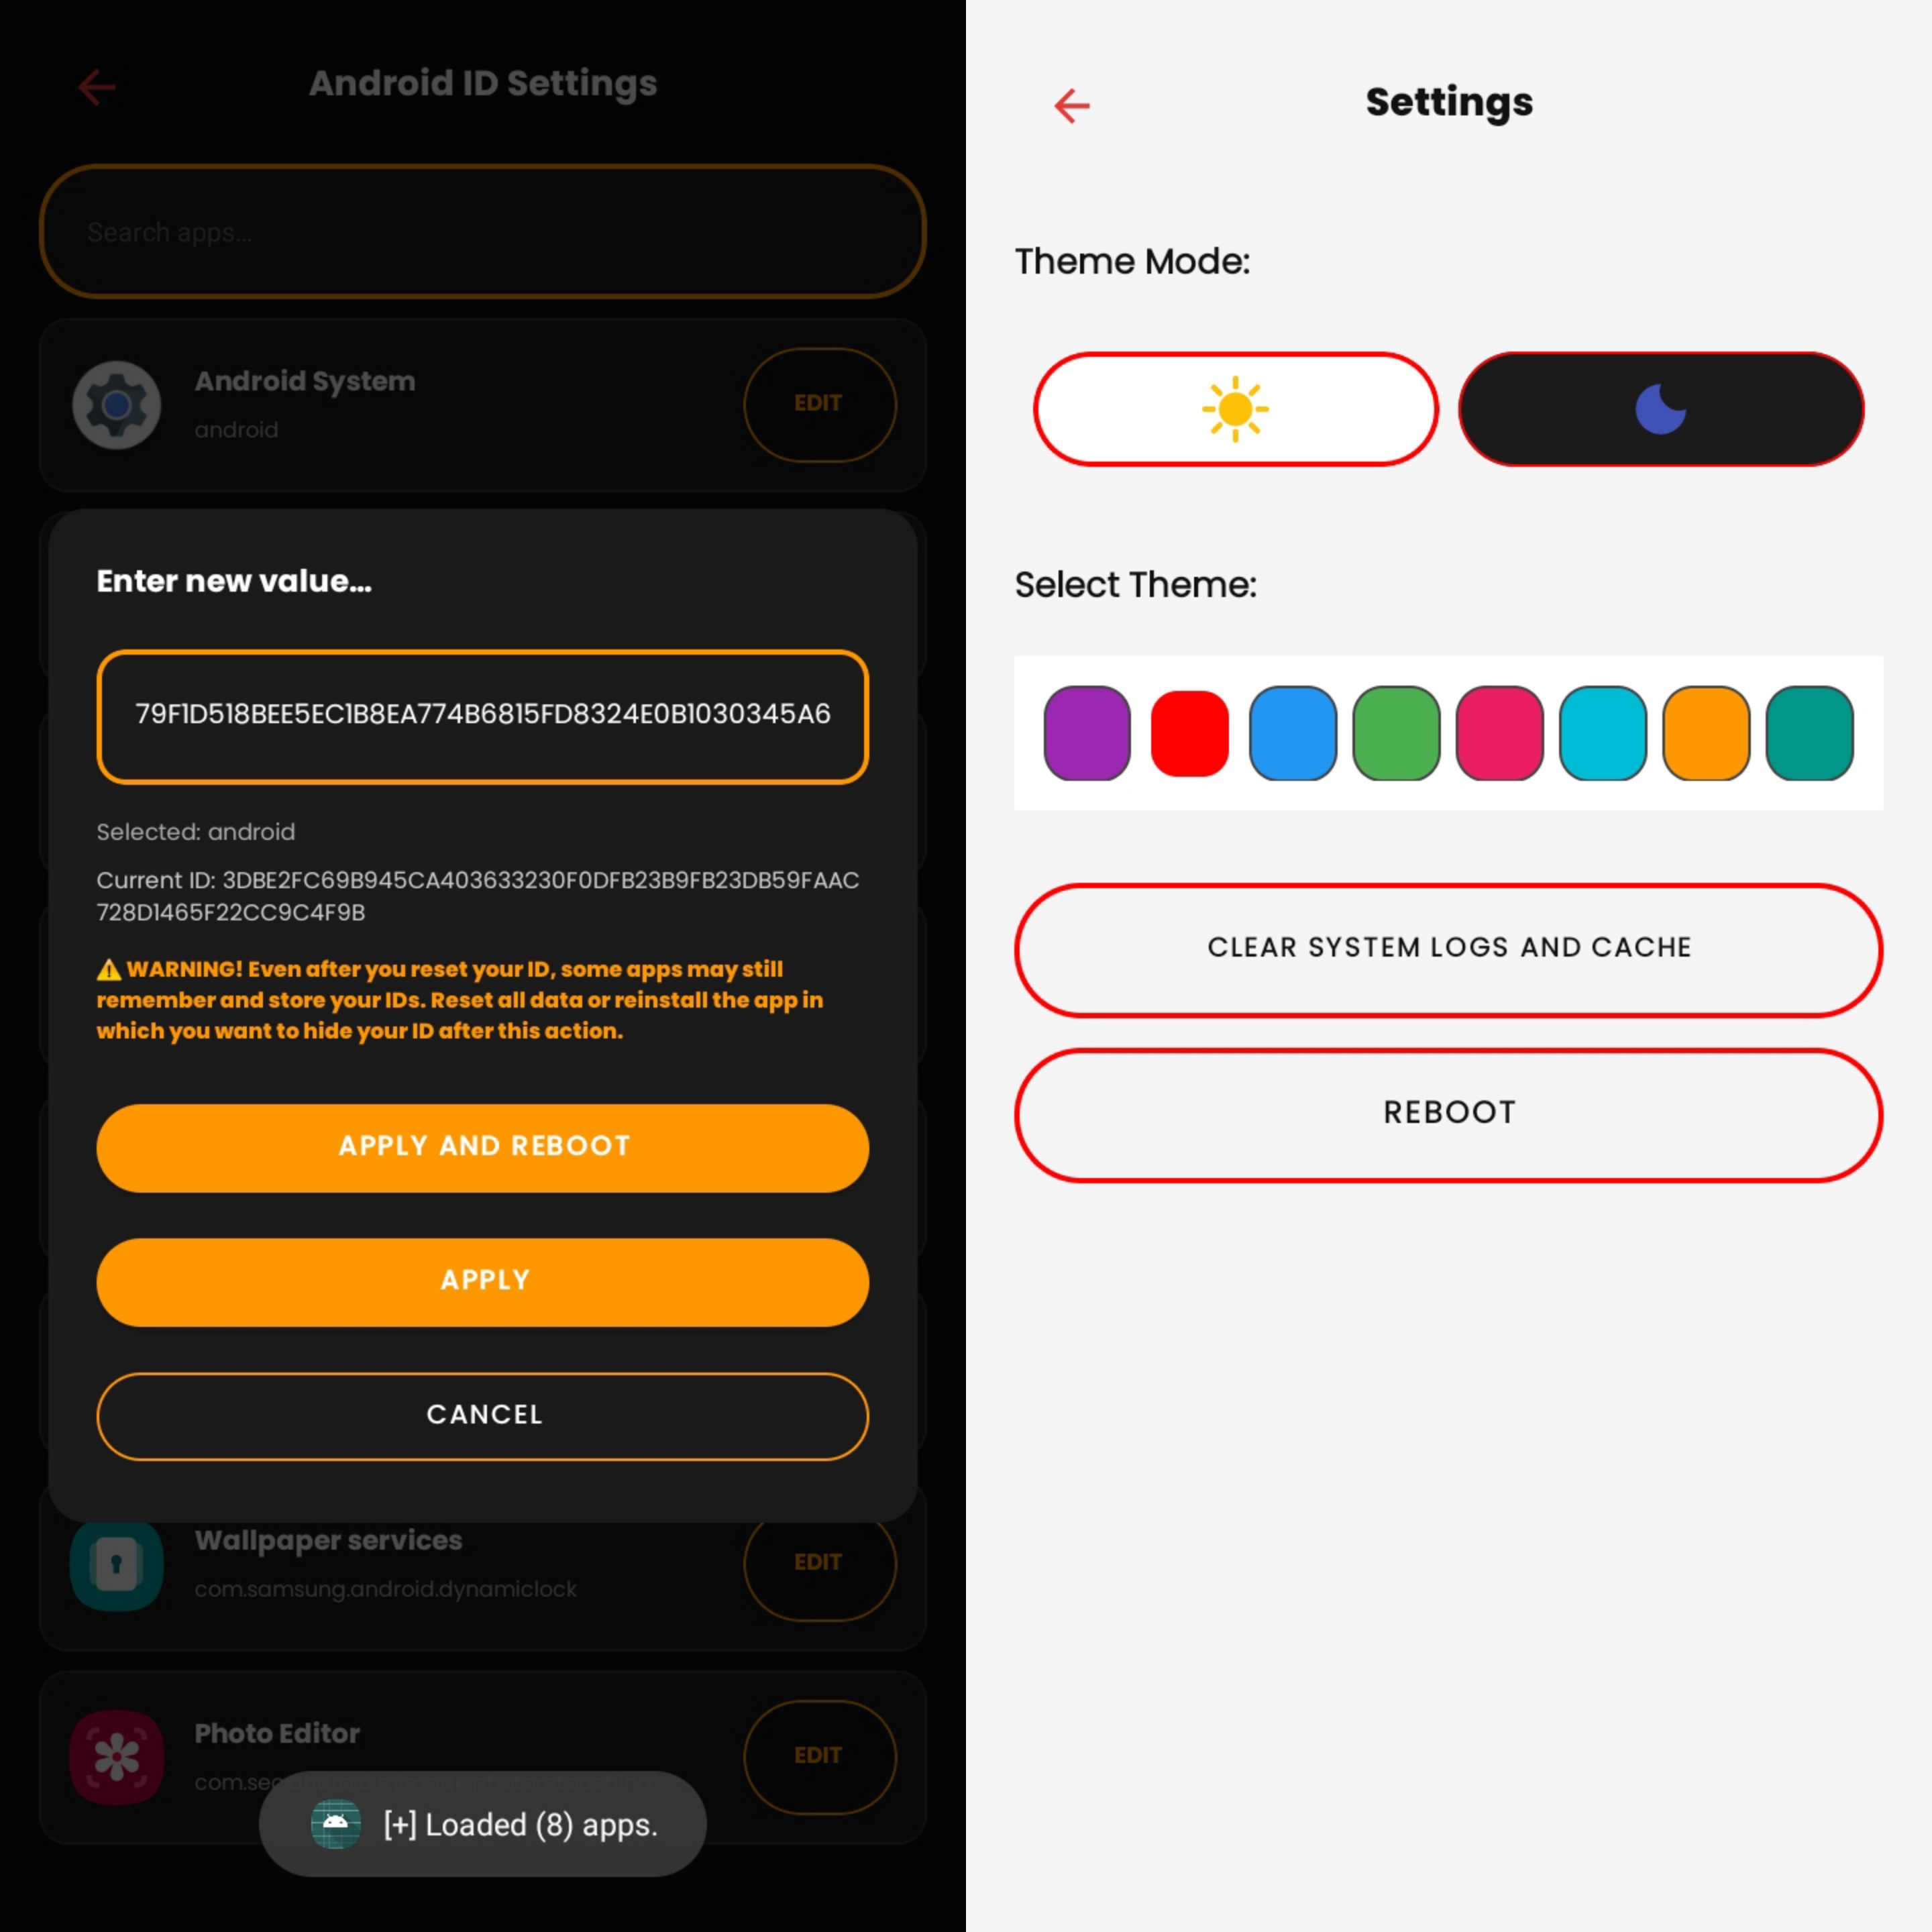 Android ID Settings
Search apps...
Android System
android
EDIT
Enter new value...
79F1D518BEE5EC1B8EA774B6815FD8324E0B1030345A6
Selected: android
Current ID: 3DBE2FC69B945CA403633230F0DFB23B9FB23DB59FAAC
728D1465F22CC9C4F9B
⚠️ WARNING! Even after you reset your ID, some apps may still
remember and store your IDs. Reset all data or reinstall the app in
which you want to hide your ID after this action.
APPLY AND REBOOT
APPLY
CANCEL
Wallpaper services
com.samsung.android.dynamiclock
EDIT
Photo Editor
EDIT
[+] Loaded (8) apps.
Settings
Theme Mode:
Select Theme:
CLEAR SYSTEM LOGS AND CACHE
REBOOT